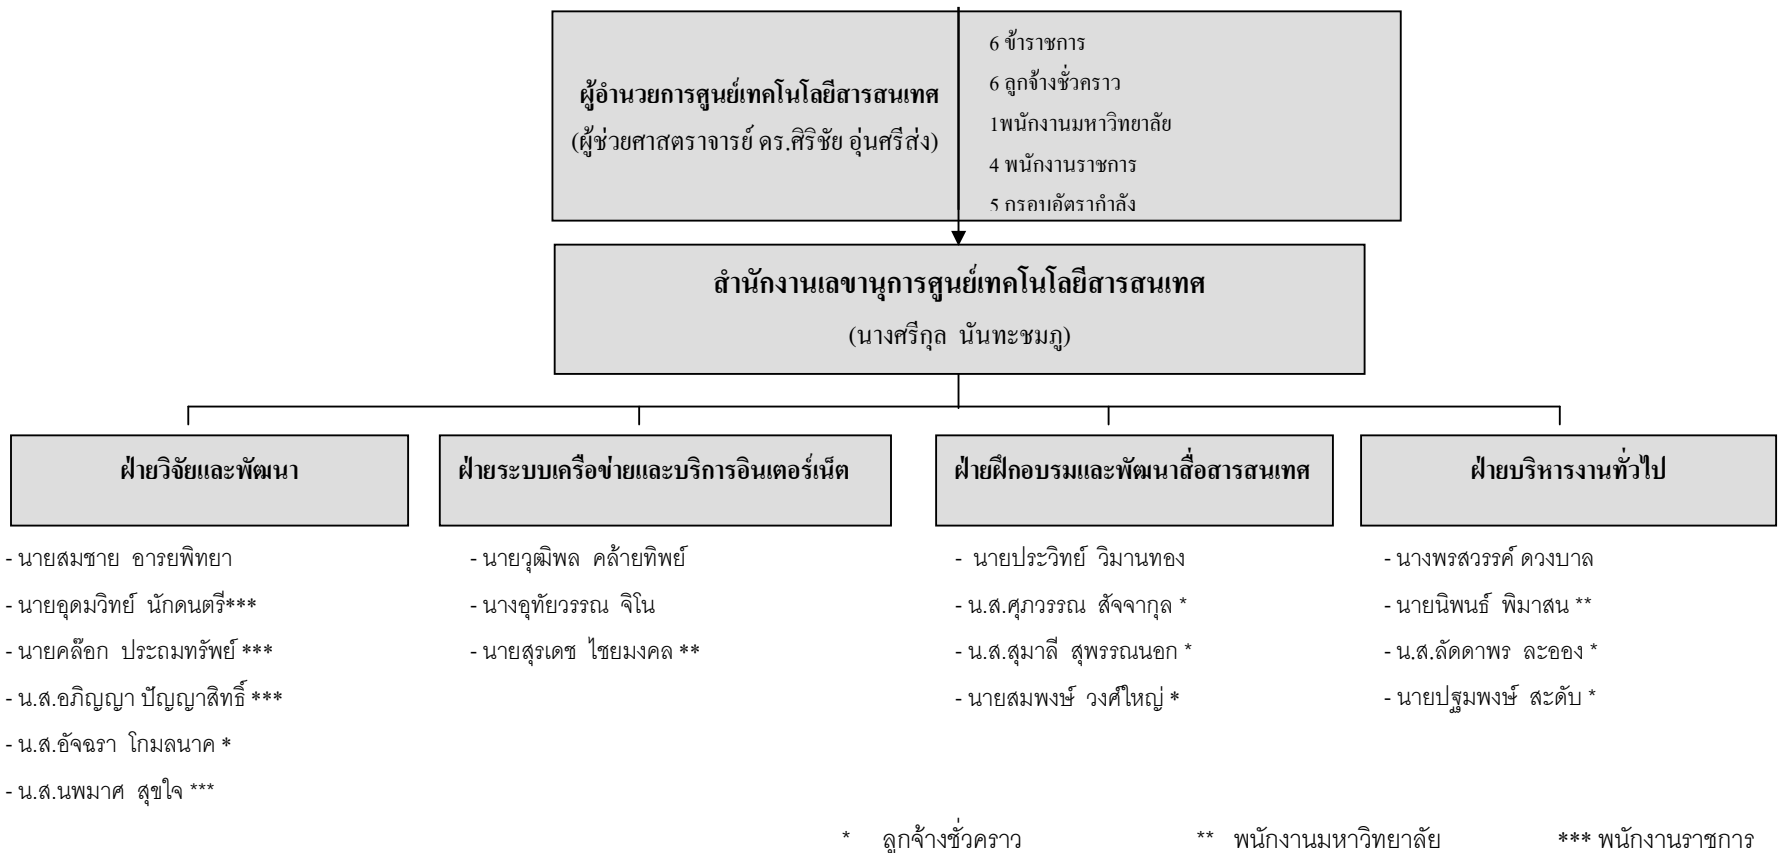 ผู้อำนวยการศูนย์เทคโนโลยีสารสนเทศ
(ผู้ช่วยศาสตราจารย์ ดร.ศิริชัย อุ่นศรีส่ง)
6 ข้าราชการ
6 ลูกจ้างชั่วคราว
1พนักงานมหาวิทยาลัย
4 พนักงานราชการ
5 กรอบอัตรากำลัง
สำนักงานเลขานุการศูนย์เทคโนโลยีสารสนเทศ
(นางศรีกุล นันทะชมภู)
ฝ่ายวิจัยและพัฒนา
- นายสมชาย อารยพิทยา
- นายอุดมวิทย์ นักดนตรี***
- นายคล๊อก ประถมทรัพย์ ***
- น.ส.อภิญญา ปัญญาสิทธิ์ ***
- น.ส.อัจฉรา โกมลนาค *
- น.ส.นพมาศ สุขใจ ***
ฝ่ายระบบเครือข่ายและบริการอินเตอร์เน็ต
- นายวุฒิพล คล้ายทิพย์
- นางอุทัยวรรณ จิโน
- นายสุรเดช ไชยมงคล **
ฝ่ายฝึกอบรมและพัฒนาสื่อสารสนเทศ
- นายประวิทย์ วิมานทอง
- น.ส.ศุภวรรณ สัจจากุล *
- น.ส.สุมาลี สุพรรณนอก *
- นายสมพงษ์ วงศ์ใหญ่ *
ฝ่ายบริหารงานทั่วไป
- นางพรสวรรค์ ดวงบาล
- นายนิพนธ์ พิมาสน **
- น.ส.ลัดดาพร ละออง *
- นายปฐมพงษ์ สะดับ *
* ลูกจ้างชั่วคราว ** พนักงานมหาวิทยาลัย *** พนักงานราชการ